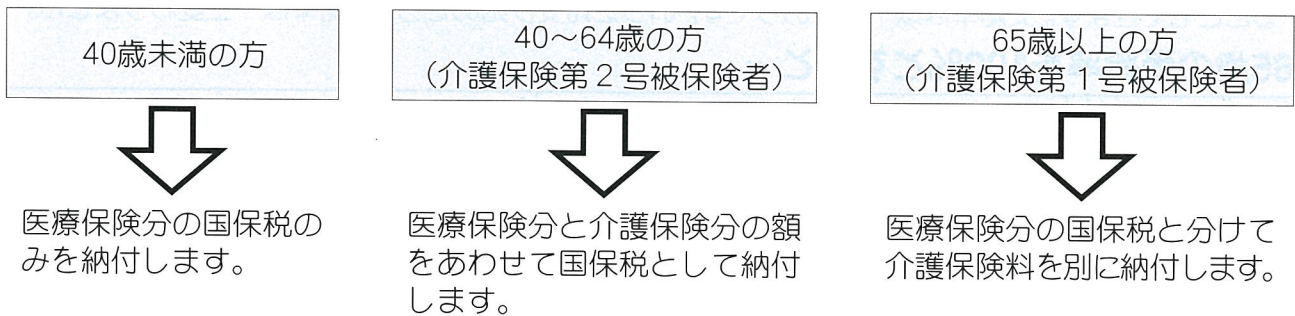 40歳未満の方
40〜64歳の方
（介護保険第２号被保険者）
65歳以上の方
（介護保険第１号被保険者）
医療保険分の国保税の
みを納付します。
医療保険分と介護保険分の額
をあわせて国保税として納付
します。
医療保険分の国保税と分けて
介護保険料を別に納付します。